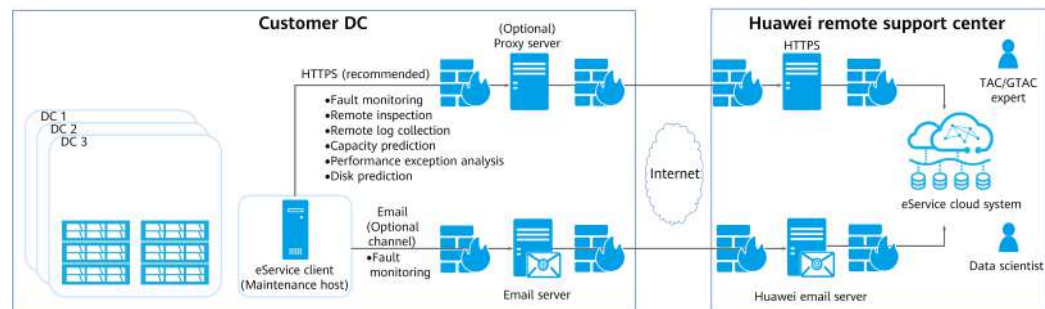 Customer DC
Huawei remote support center
(Optional)
Proxy server
HTTPS
HTTPS (recommended)
•Fault monitoring
•Remote inspection
•Remote log collection
•Capacity prediction
•Performance exception analysis
•Disk prediction
TAC/GTAC
expert
DC 1
DC 2
DC 3
Internet
eService cloud system
Email
(Optional
channel)
•Fault
monitoring
eService client
(Maintenance host)
Email server
Huawei email server
Data scientist